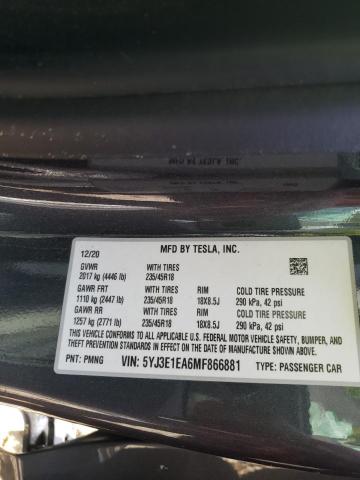 12/20 MFD BY TESLA, INC.
GVWR WITH TIRES
2017 kg (4446 lb) 235/45R18
GAWR FRT WITH TIRES RIM COLD TIRE PRESSURE
1110 kg (2447 lb) 235/45R18 18X8.5J 290 kPa, 42 psi
GAWR RR WITH TIRES RIM COLD TIRE PRESSURE
1257 kg (2771 lb) 235/45R18 18X8.5J 290 kPa, 42 psi
THIS VEHICLE CONFORMS TO ALL APPLICABLE U.S. FEDERAL MOTOR VEHICLE SAFETY, BUMPER, AND
THEFT PREVENTION STANDARDS IN EFFECT ON THE DATE OF MANUFACTURE SHOWN ABOVE.
PNT: PMNG VIN: 5YJ3E1EA6MF866881 TYPE: PASSENGER CAR